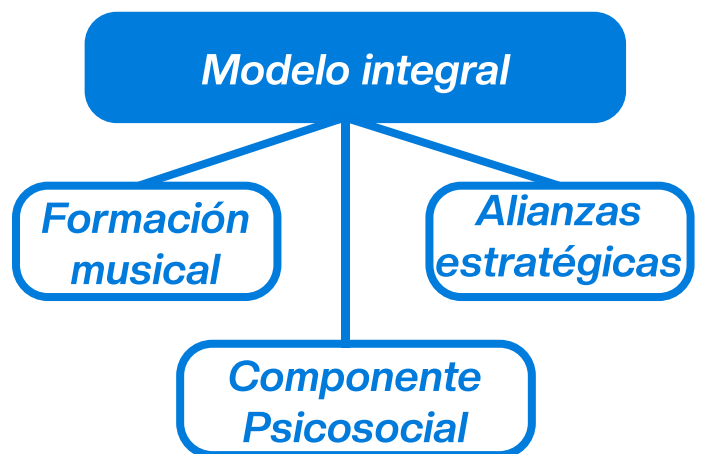 Modelo integral
Formación
musical
Alianzas
estratégicas
Componente
Psicosocial